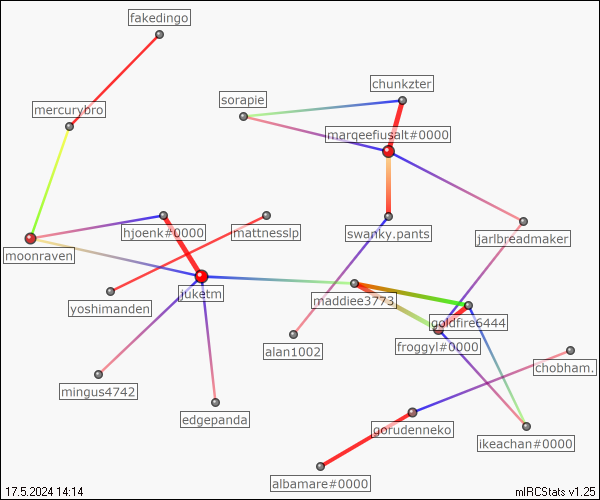 fakedingo
chunkzter
sorapie
mercurybro
marqeefiusalt#0000
hjoenk#0000
mattnesslp
swanky.pants
jarlbreadmaker
moonraven
juketm
maddiee3773
yoshimanden
goldfire6444
froggyl#0000
alan1002
chobham.
mingus4742
edgepanda
gorudenneko
ikeachan#0000
albamare#0000
17.5.2024 14:14
mIRCStats v1.25